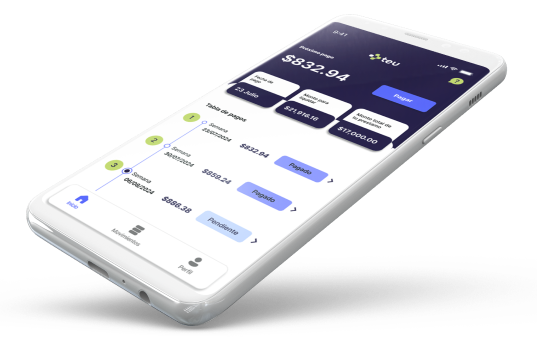 9:41
teu
Próximo pago
$832.94
?
Pagar
Fecha de
pago
23 Julio
Monto para
liquidar
$21,916.16
Monto total de
tu préstamo
$17,000.00
Tabla de pagos
1
Semana
23/07/2024
$832.94
Pagado
2
Semana
30/07/2024
$859.24
Pagado
3
Semana
06/08/2024
$886.38
Pendiente
Inicio
Movimientos
Perfil